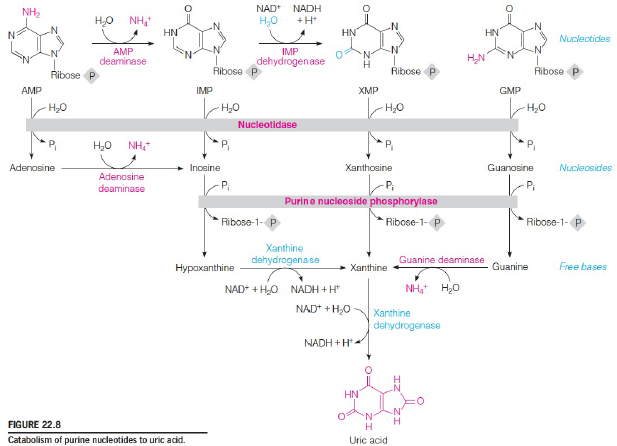 NH2
H2O NH4+
AMP
deaminase
N N N N H
Ribose P
AMP
O
HN N N N
Ribose P
IMP
NAD+ NADH
H2O + H+
IMP
dehydrogenase
O
HN N O N H N
Ribose P
XMP
O
HN N H2N N N
Ribose P
GMP
Nucleotides
H2O H2O H2O H2O
Nucleotidase
Pi Pi Pi Pi
Adenosine
H2O NH4+
Adenosine
deaminase
Inosine Xanthosine Guanosine Nucleosides
Pi Pi Pi
Purine nucleoside phosphorylase
Ribose-1- P Ribose-1- P Ribose-1- P
Xanthine
dehydrogenase
Guanine deaminase
Hypoxanthine Xanthine Guanine Free bases
NAD+ + H2O NADH + H+
NH4+ H2O
NAD+ + H2O
Xanthine
dehydrogenase
NADH + H+
O
HN H N
O
O N H N H
Uric acid
FIGURE 22.8
Catabolism of purine nucleotides to uric acid.